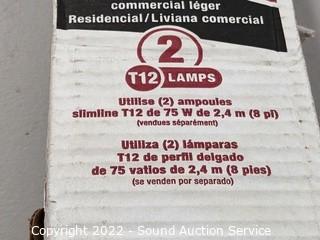 commercial léger
Residencial/Liviana comercial
2
T12 LAMPS
Utilise (2) ampoules
slimline T12 de 75 W de 2,4 m (8 pi)
(vendues séparément)
Utiliza (2) lámparas
T12 de perfil delgado
de 75 vatios de 2,4 m (8 pies)
(se venden por separado)
Copyright 2022 - Sound Auction Service